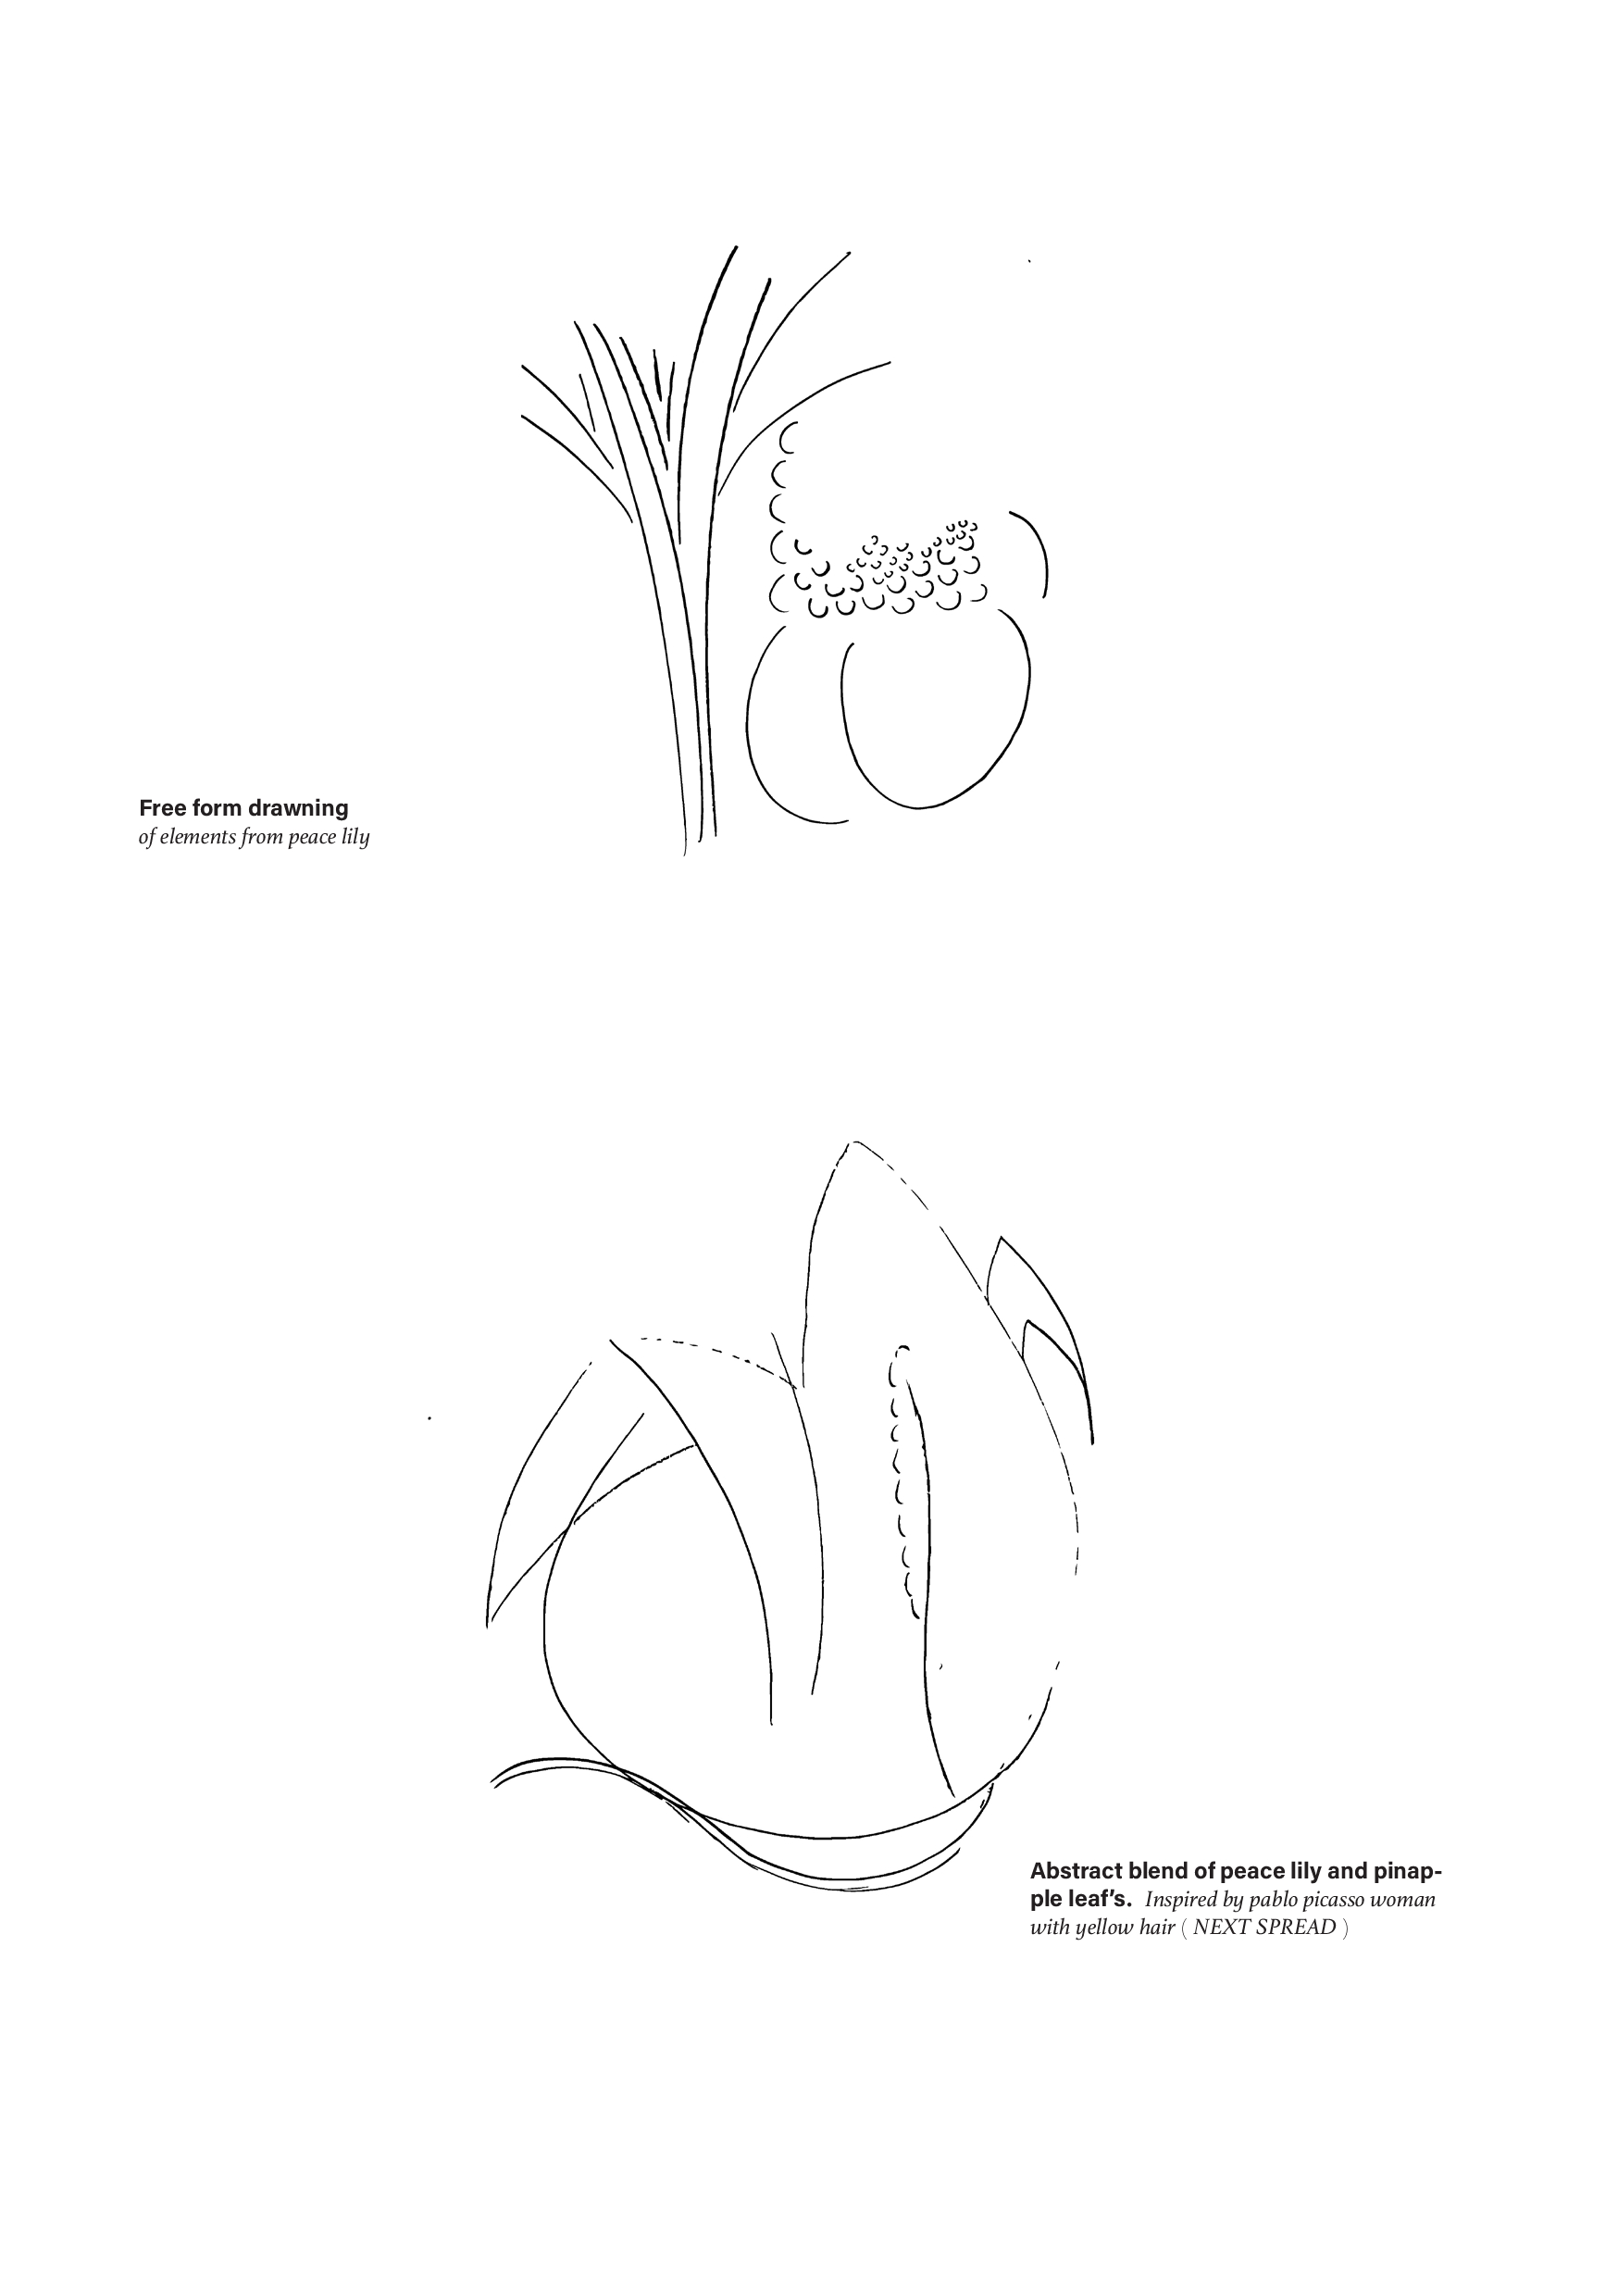 Free form drawning
of elements from peace lily
Abstract blend of peace lily and pinap-
ple leaf’s. Inspired by pablo picasso woman
with yellow hair ( NEXT SPREAD )